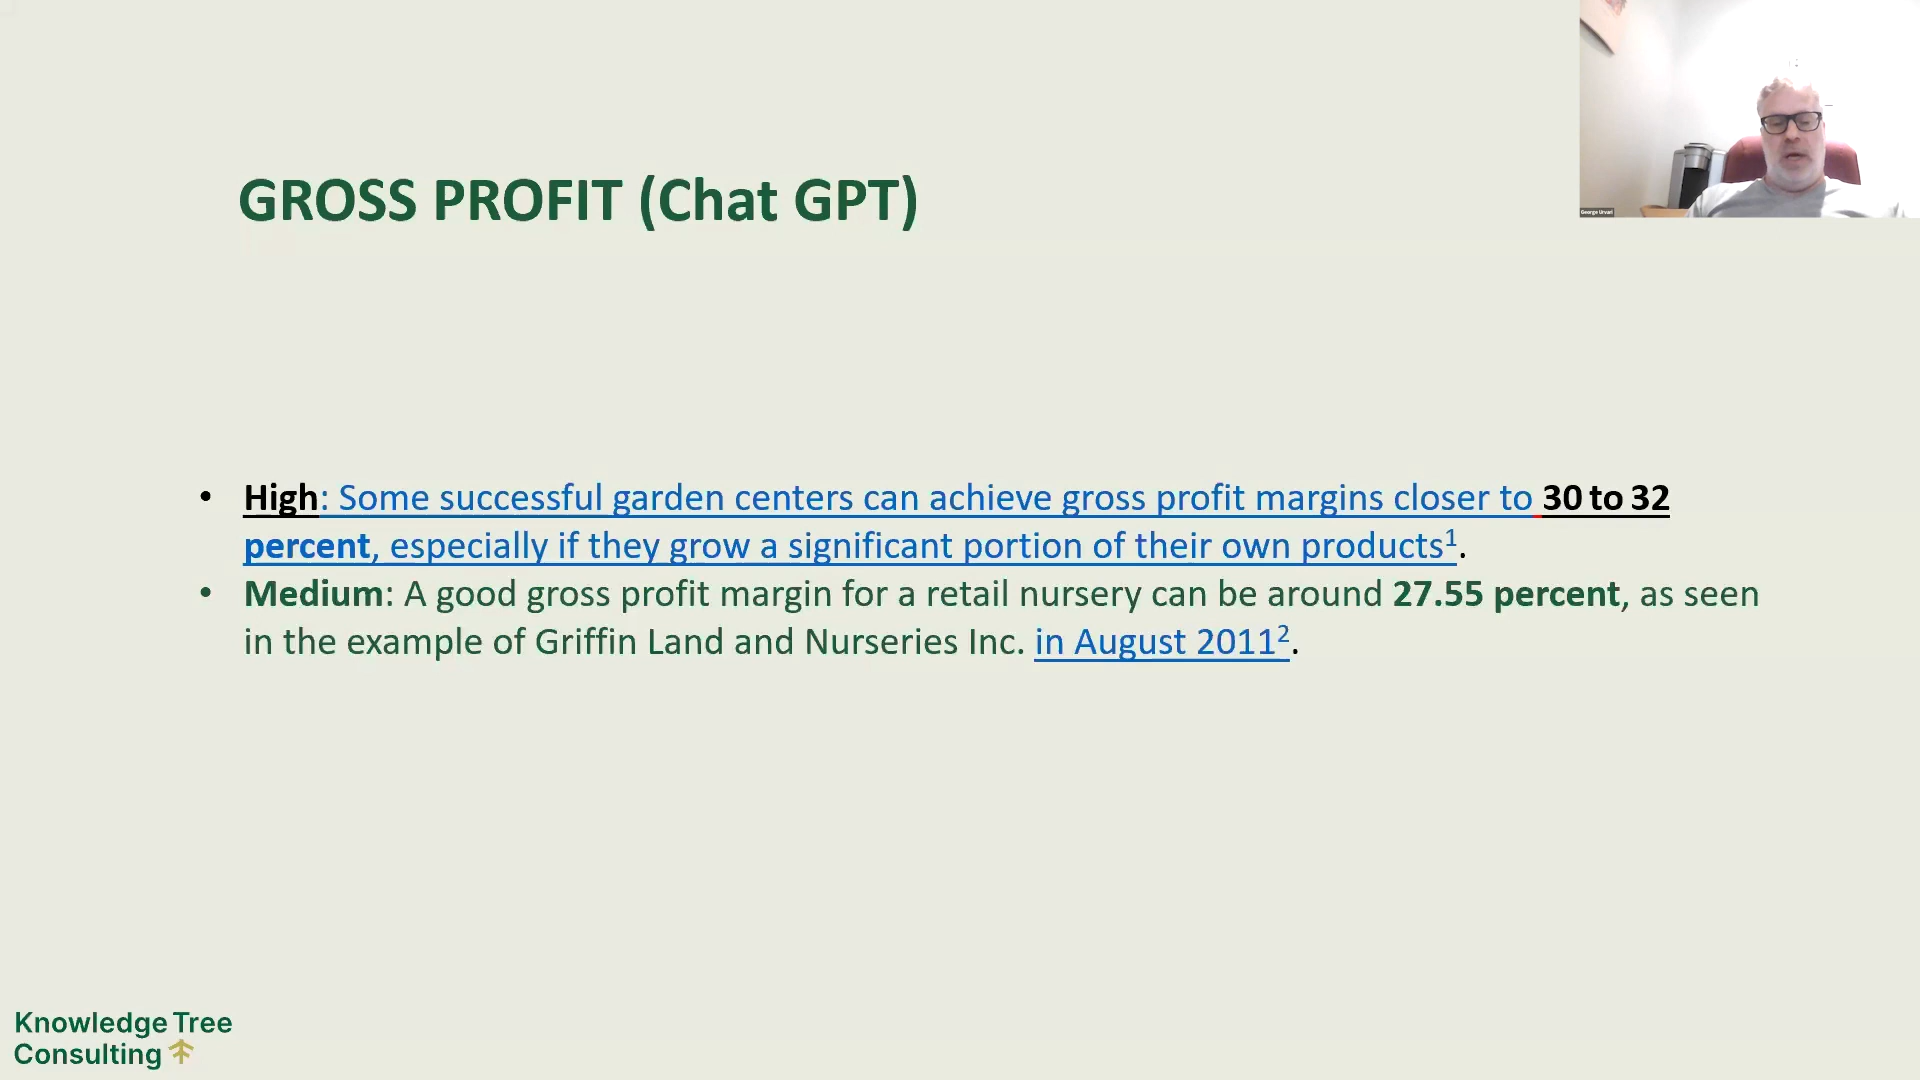 George Urvari
GROSS PROFIT (Chat GPT)
• High: Some successful garden centers can achieve gross profit margins closer to 30 to 32
percent, especially if they grow a significant portion of their own products1.
• Medium: A good gross profit margin for a retail nursery can be around 27.55 percent, as seen
in the example of Griffin Land and Nurseries Inc. in August 20112.
Knowledge Tree
Consulting